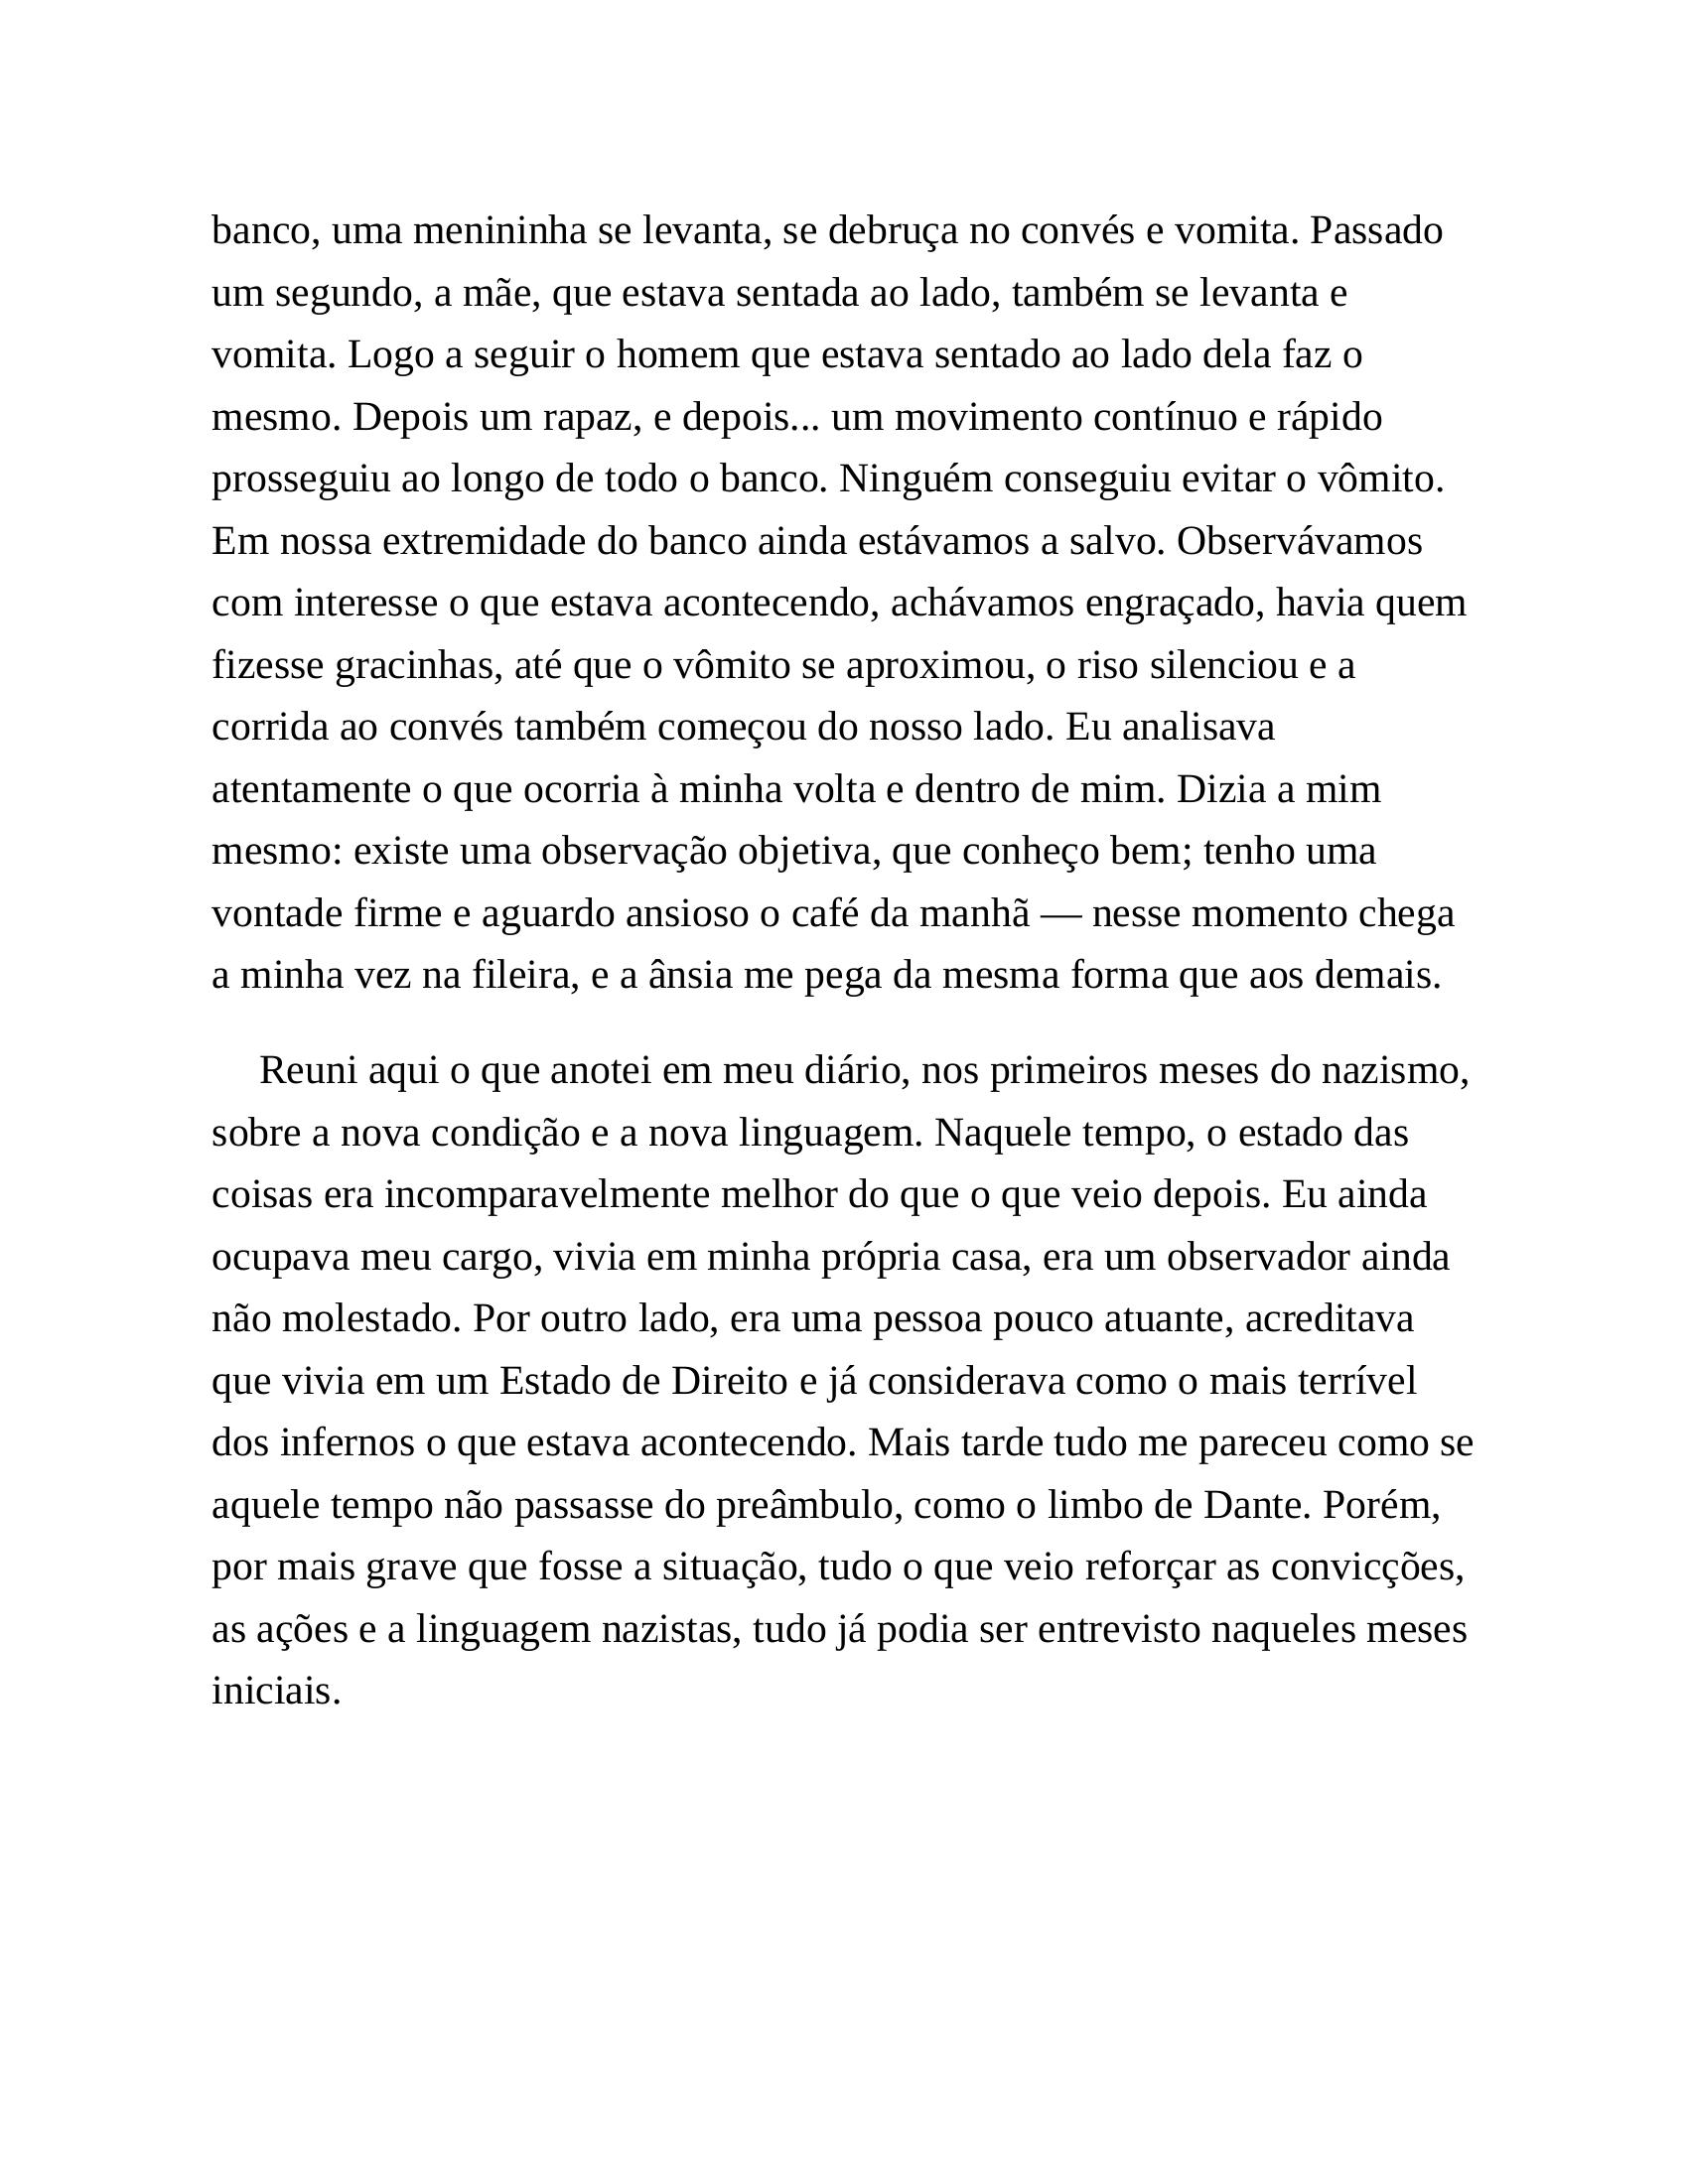 banco, uma menininha se levanta, se debruça no convés e vomita. Passado
um segundo, a mãe, que estava sentada ao lado, também se levanta e
vomita. Logo a seguir o homem que estava sentado ao lado dela faz o
mesmo. Depois um rapaz, e depois... um movimento contínuo e rápido
prosseguiu ao longo de todo o banco. Ninguém conseguiu evitar o vômito.
Em nossa extremidade do banco ainda estávamos a salvo. Observávamos
com interesse o que estava acontecendo, achávamos engraçado, havia quem
fizesse gracinhas, até que o vômito se aproximou, o riso silenciou e a
corrida ao convés também começou do nosso lado. Eu analisava
atentamente o que ocorria à minha volta e dentro de mim. Dizia a mim
mesmo: existe uma observação objetiva, que conheço bem; tenho uma
vontade firme e aguardo ansioso o café da manhã — nesse momento chega
a minha vez na fileira, e a ânsia me pega da mesma forma que aos demais.
Reuni aqui o que anotei em meu diário, nos primeiros meses do nazismo,
sobre a nova condição e a nova linguagem. Naquele tempo, o estado das
coisas era incomparavelmente melhor do que o que veio depois. Eu ainda
ocupava meu cargo, vivia em minha própria casa, era um observador ainda
não molestado. Por outro lado, era uma pessoa pouco atuante, acreditava
que vivia em um Estado de Direito e já considerava como o mais terrível
dos infernos o que estava acontecendo. Mais tarde tudo me pareceu como se
aquele tempo não passasse do preâmbulo, como o limbo de Dante. Porém,
por mais grave que fosse a situação, tudo o que veio reforçar as convicções,
as ações e a linguagem nazistas, tudo já podia ser entrevisto naqueles meses
iniciais.